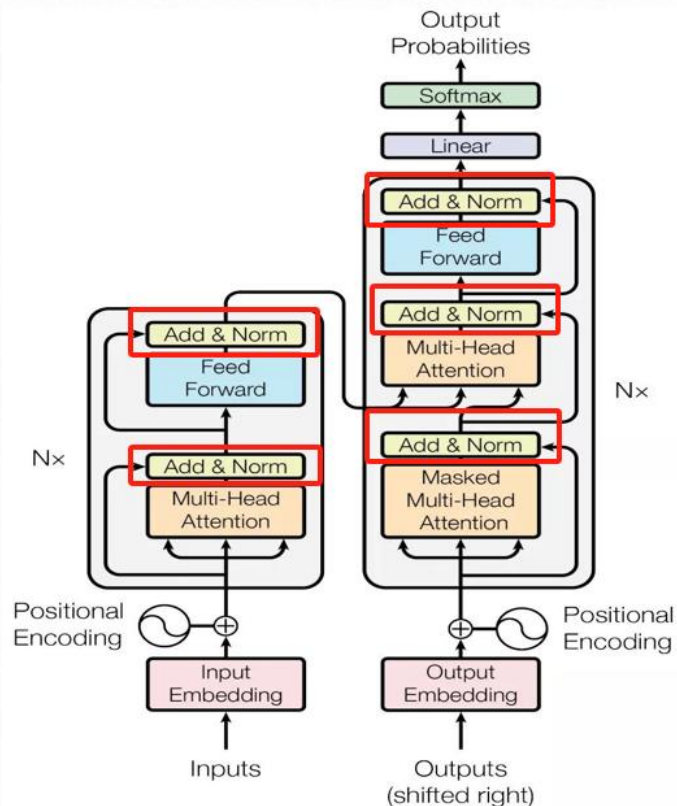 Output
Probabilities
Softmax
Linear
Add & Norm
Feed
Forward
Add & Norm
Multi-Head
Attention
Add & Norm
Masked
Multi-Head
Attention
Nx
Add & Norm
Feed
Forward
Add & Norm
Multi-Head
Attention
Nx
Positional
Encoding
Positional
Encoding
Input
Embedding
Output
Embedding
Inputs
Outputs
(shifted right)